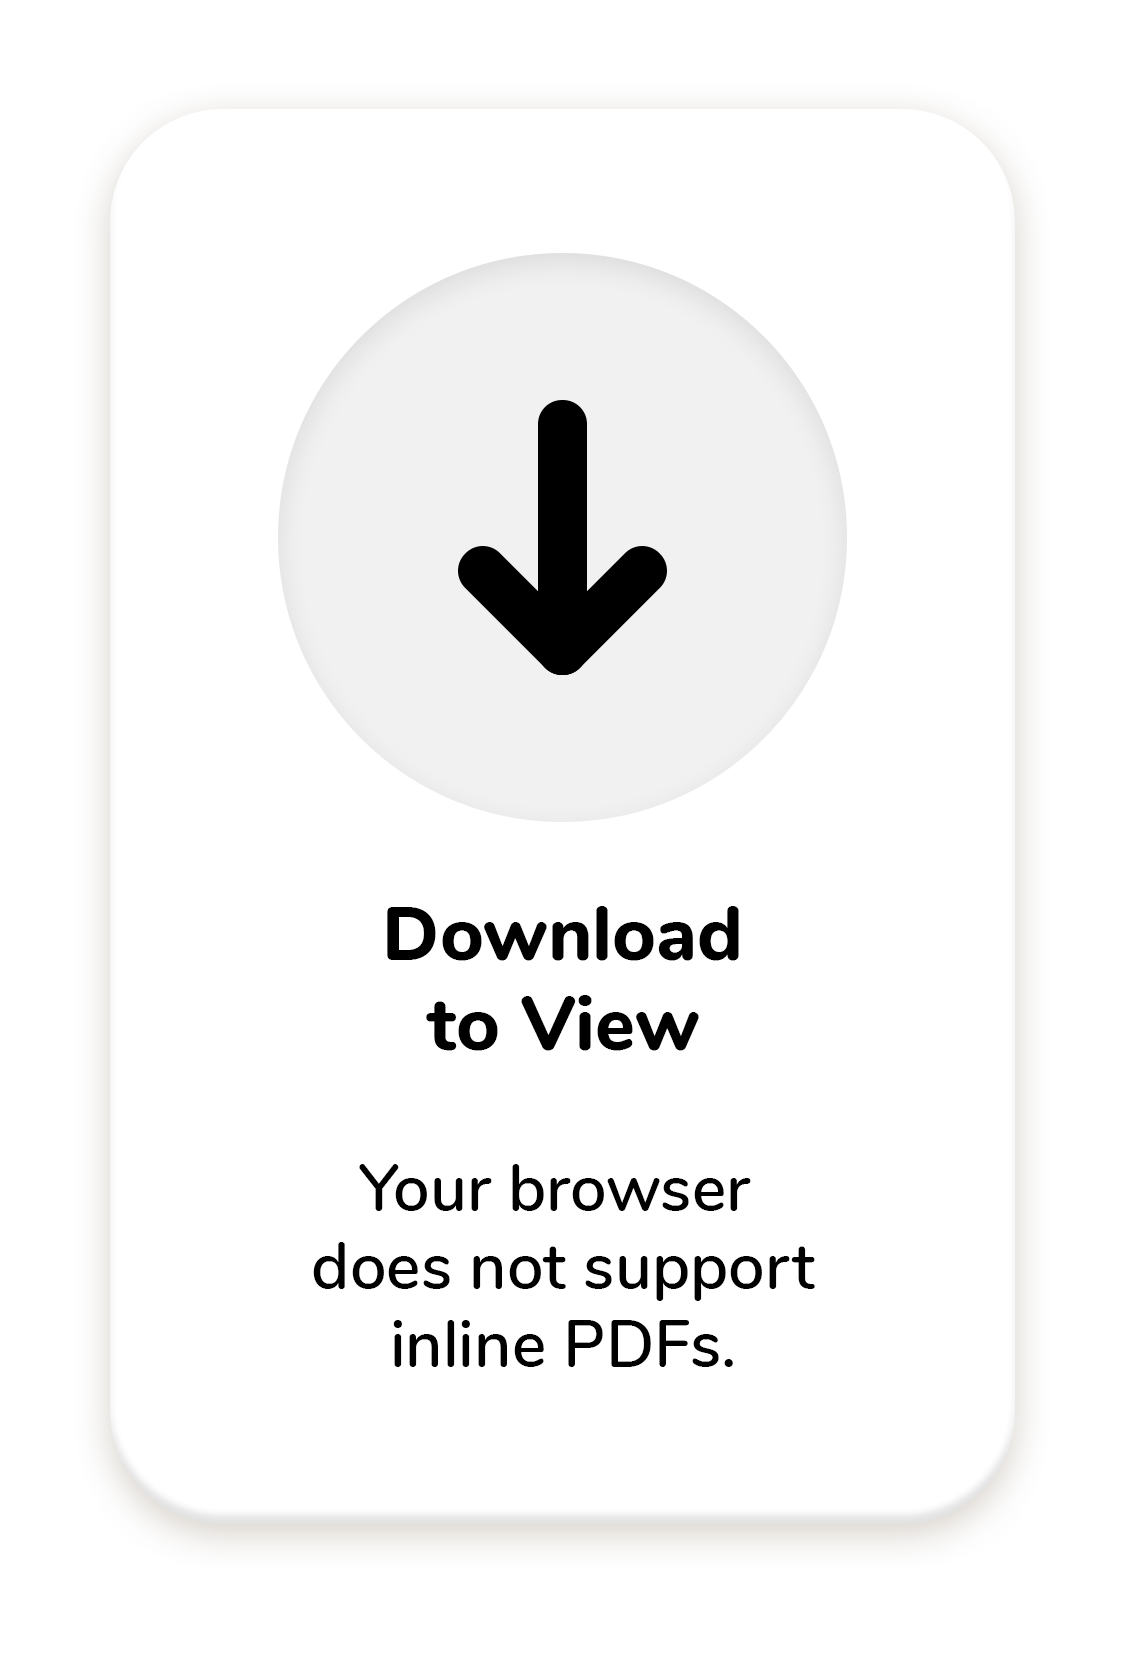 Download
to View
Your browser
does not support
inline PDFs.